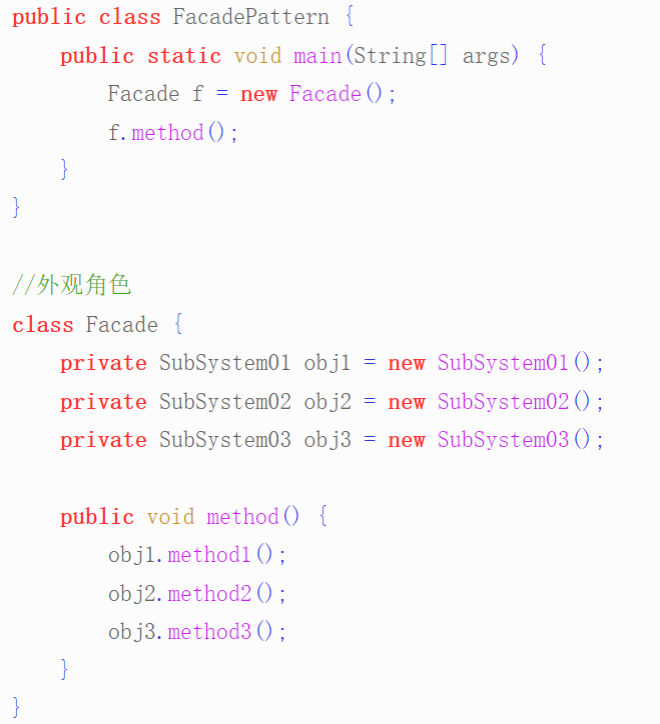 public class FacadePattern {
    public static void main(String[] args) {
        Facade f = new Facade();
        f.method();
    }
}

//外观角色
class Facade {
    private SubSystem01 obj1 = new SubSystem01();
    private SubSystem02 obj2 = new SubSystem02();
    private SubSystem03 obj3 = new SubSystem03();

    public void method() {
        obj1.method1();
        obj2.method2();
        obj3.method3();
    }
}